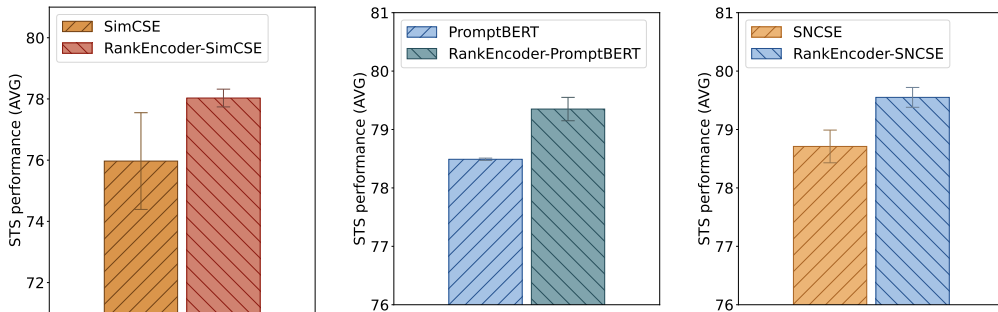 SimCSE
RankEncoder-SimCSE
STS performance (AVG)
80
78
76
74
72
PromptBERT
RankEncoder-PromptBERT
STS performance (AVG)
81
80
79
78
77
76
SNCSE
RankEncoder-SNCSE
STS performance (AVG)
81
80
79
78
77
76